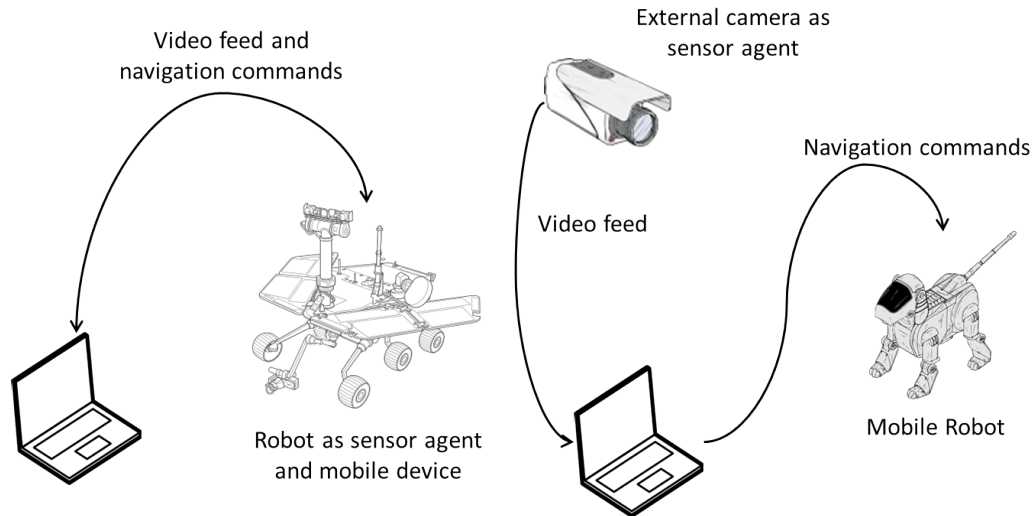 Video feed and
navigation commands
Robot as sensor agent
and mobile device
External camera as
sensor agent
Video feed
Navigation commands
Mobile Robot